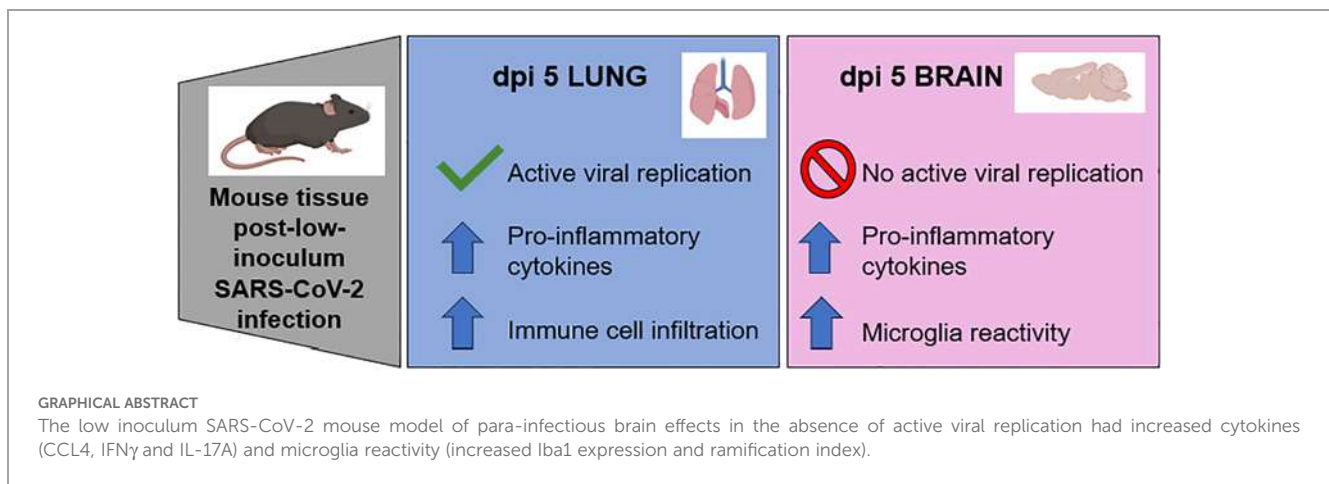 Mouse tissue
post-low-
inoculum
SARS-CoV-2
infection
dpi 5 LUNG
Active viral replication
Pro-inflammatory
cytokines
Immune cell infiltration
dpi 5 BRAIN
No active viral replication
Pro-inflammatory
cytokines
Microglia reactivity
GRAPHICAL ABSTRACT
The low inoculum SARS-CoV-2 mouse model of para-infectious brain effects in the absence of active viral replication had increased cytokines
(CCL4, IFNγ and IL-17A) and microglia reactivity (increased Iba1 expression and ramification index).